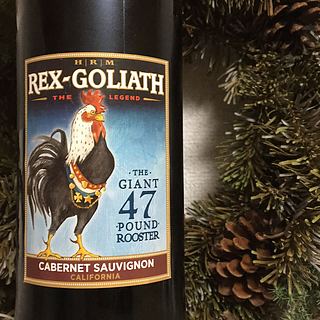 H|R|M
REX-GOLIATH
THE LEGEND
·THE·
GIANT
47
·POUND·
ROOSTER
CABERNET SAUVIGNON
CALIFORNIA